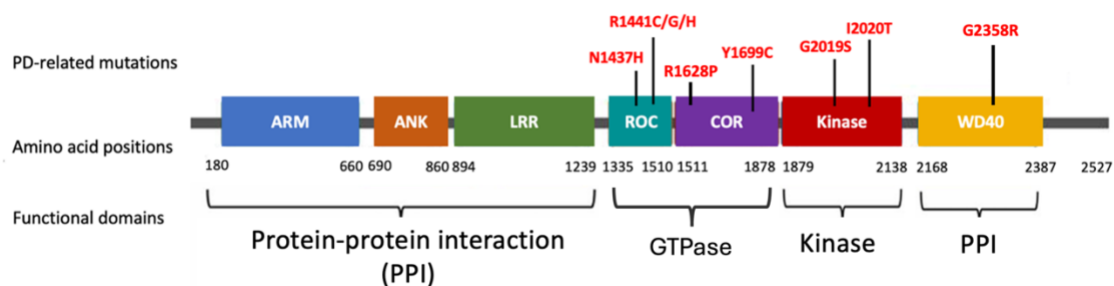 PD-related mutations
N1437H
R1441C/G/H
R1628P
Y1699C
G2019S
I2020T
G2358R
ARM
ANK
LRR
ROC
COR
Kinase
WD40
Amino acid positions
180 660 690 860 894 1239 1335 1510 1511 1878 1879 2138 2168 2387 2527
Functional domains
Protein-protein interaction
(PPI)
GTPase
Kinase
PPI